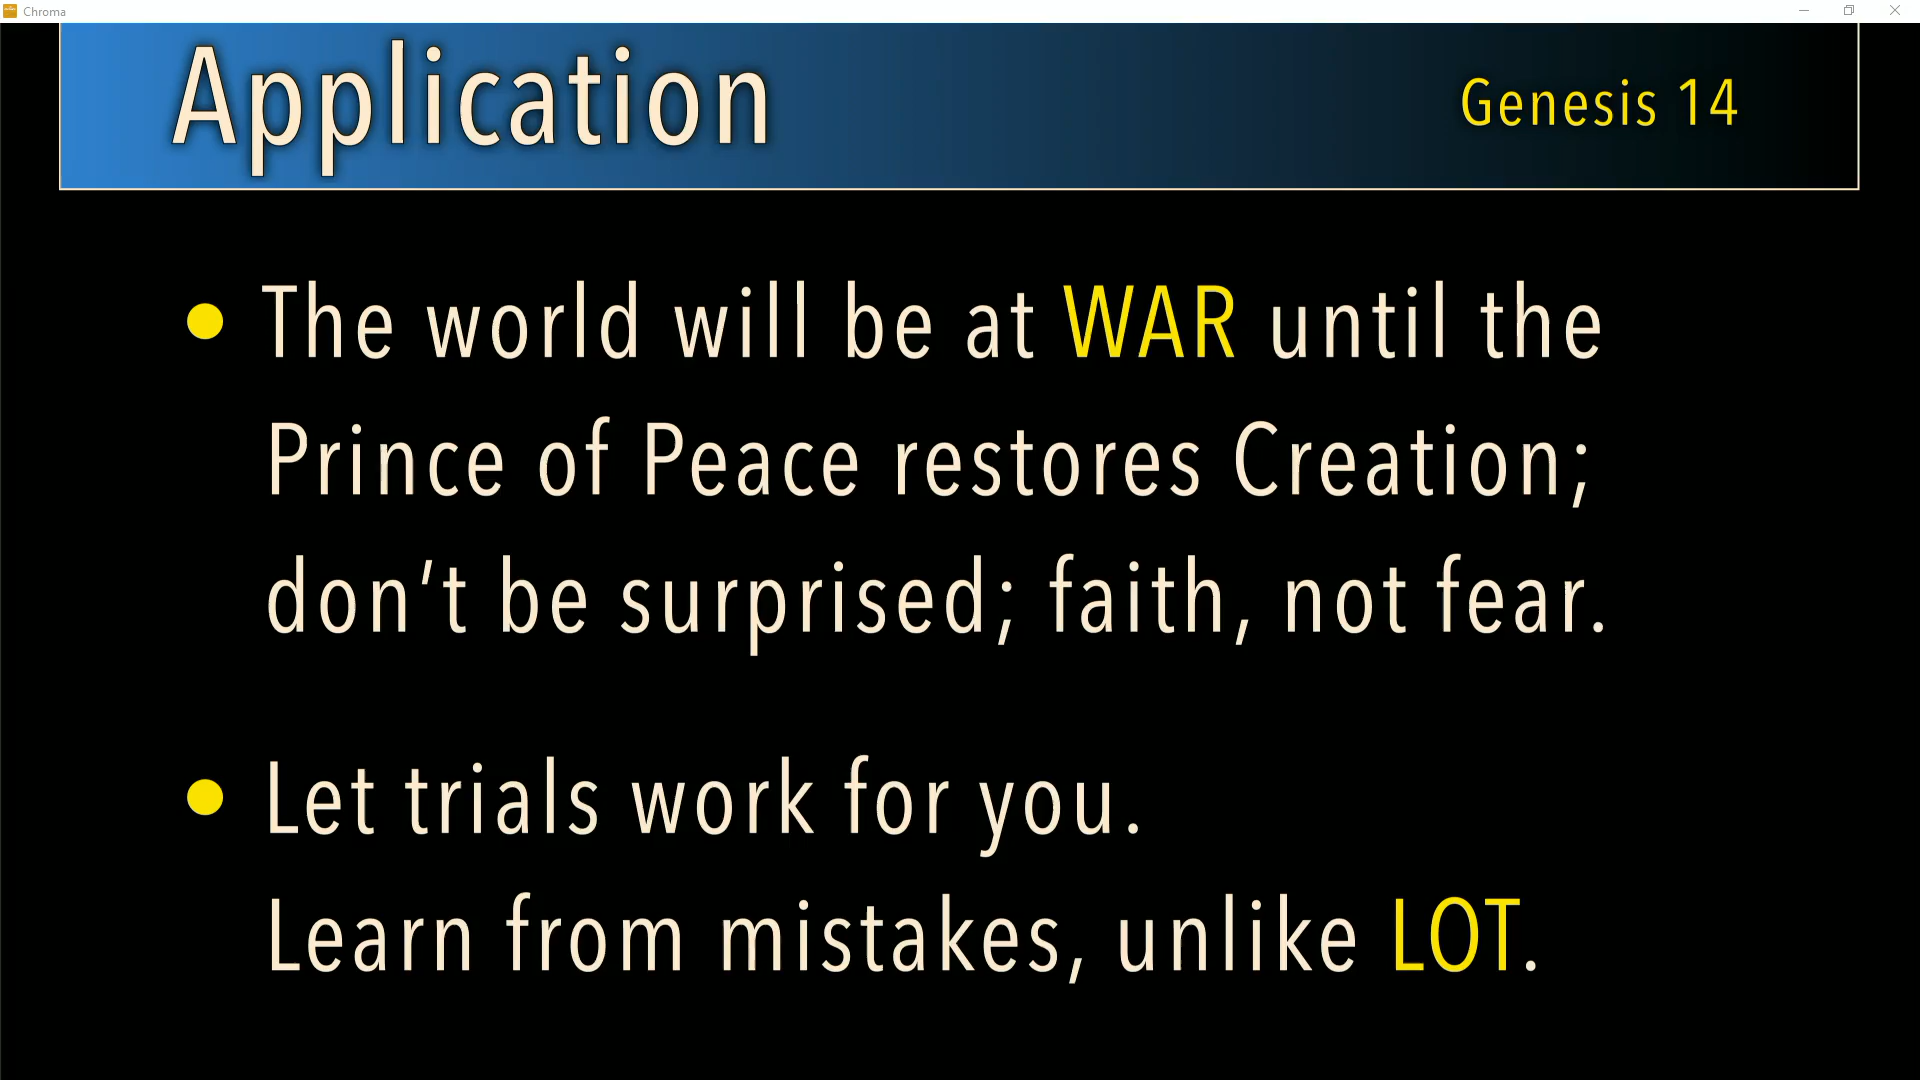 Chroma
Application
Genesis 14
• The world will be at WAR until the
Prince of Peace restores Creation;
don't be surprised; faith, not fear.
• Let trials work for you.
Learn from mistakes, unlike LOT.